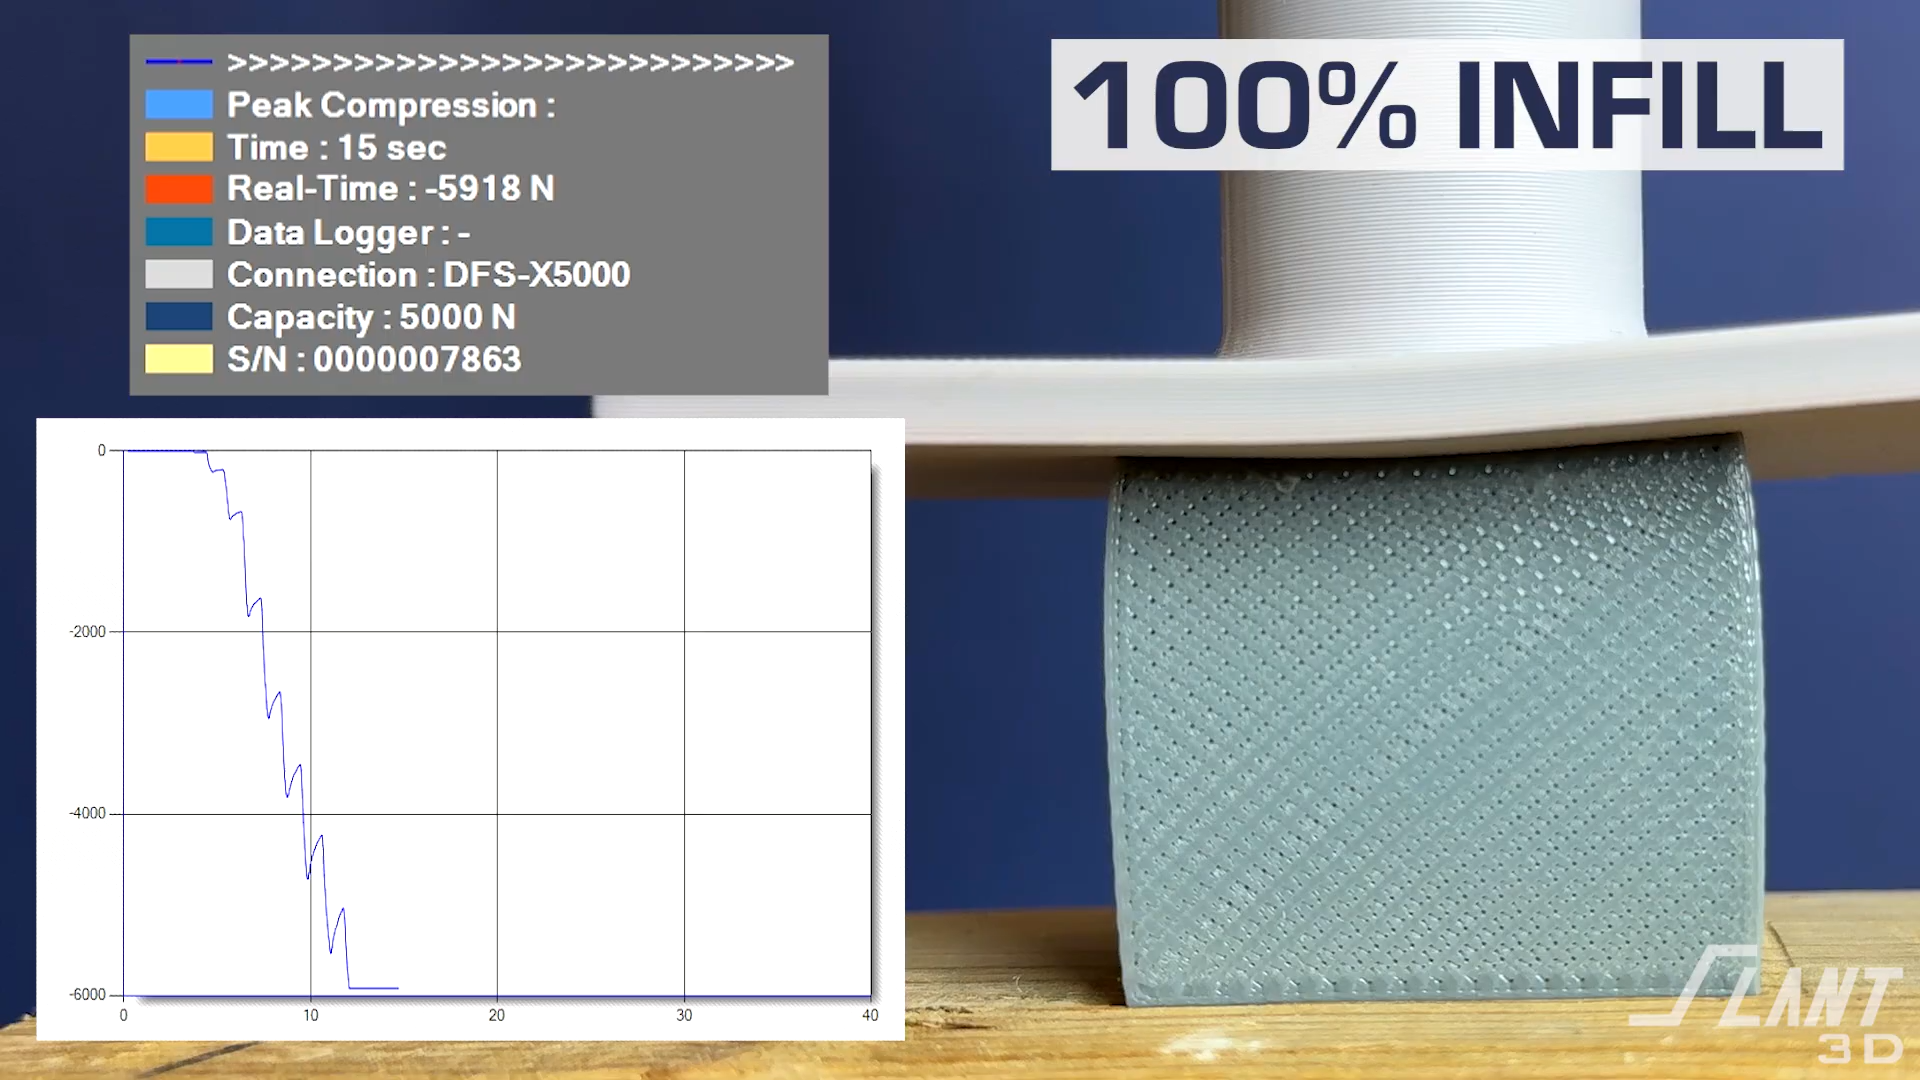 >>>>>>>>>>>>>>>>>>>>>>>>>>>
Peak Compression :
Time : 15 sec
Real-Time : -5918 N
Data Logger : -
Connection : DFS-X5000
Capacity : 5000 N
S/N : 0000007863
100% INFILL
0
-2000
-4000
-6000
0 10 20 30 40
SLANT
3D